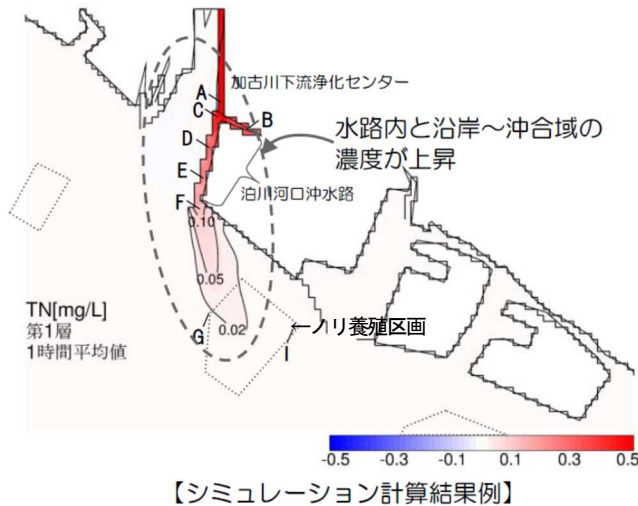 加古川下流浄化センター
A
C
B
D
水路内と沿岸～沖合域の
濃度が上昇
E
泊川河口沖水路
F
0.10
0.05
TN[mg/L]
第1層
1時間平均値
G
0.02
←ノリ養殖区画
I
-0.5 -0.3 -0.1 0.1 0.3 0.5
【シミュレーション計算結果例】